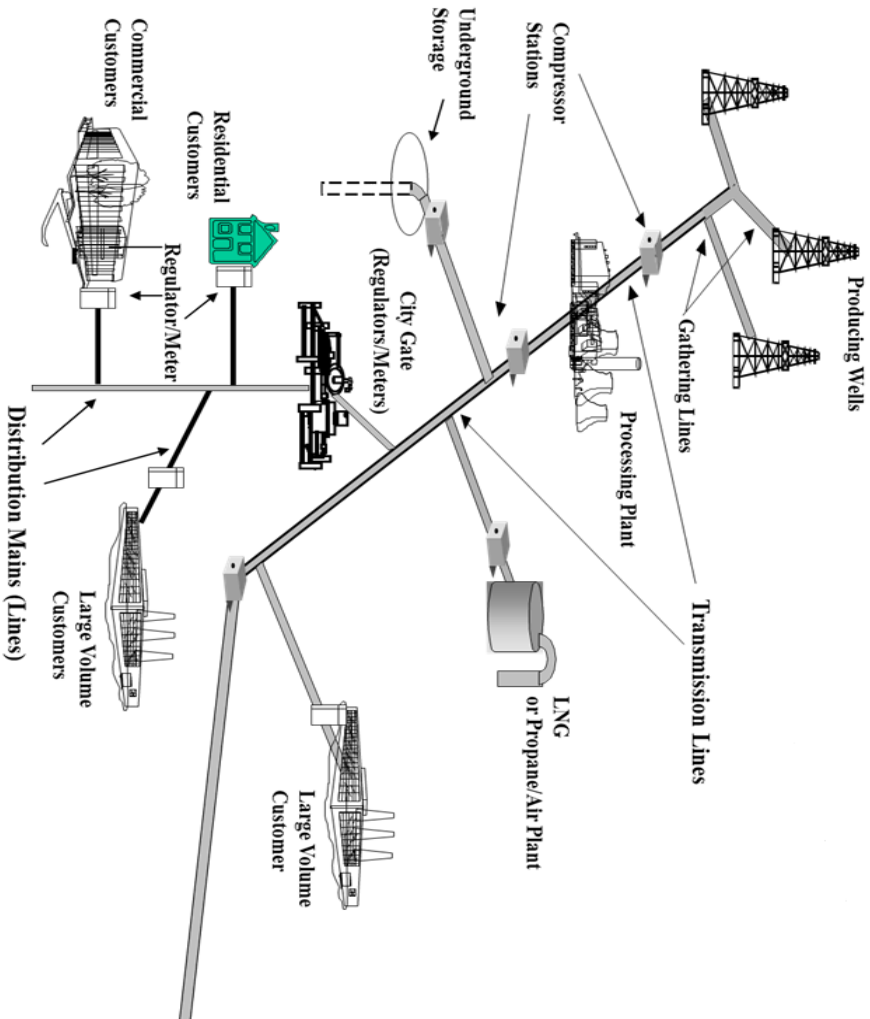 Producing Wells
Gathering Lines
Processing Plant
Transmission Lines
Compressor
Stations
Underground
Storage
LNG
or Propane/Air Plant
City Gate
(Regulators/Meters)
Large Volume
Customer
Residential
Customers
Commercial
Customers
Regulator/Meter
Large Volume
Customers
Distribution Mains (Lines)